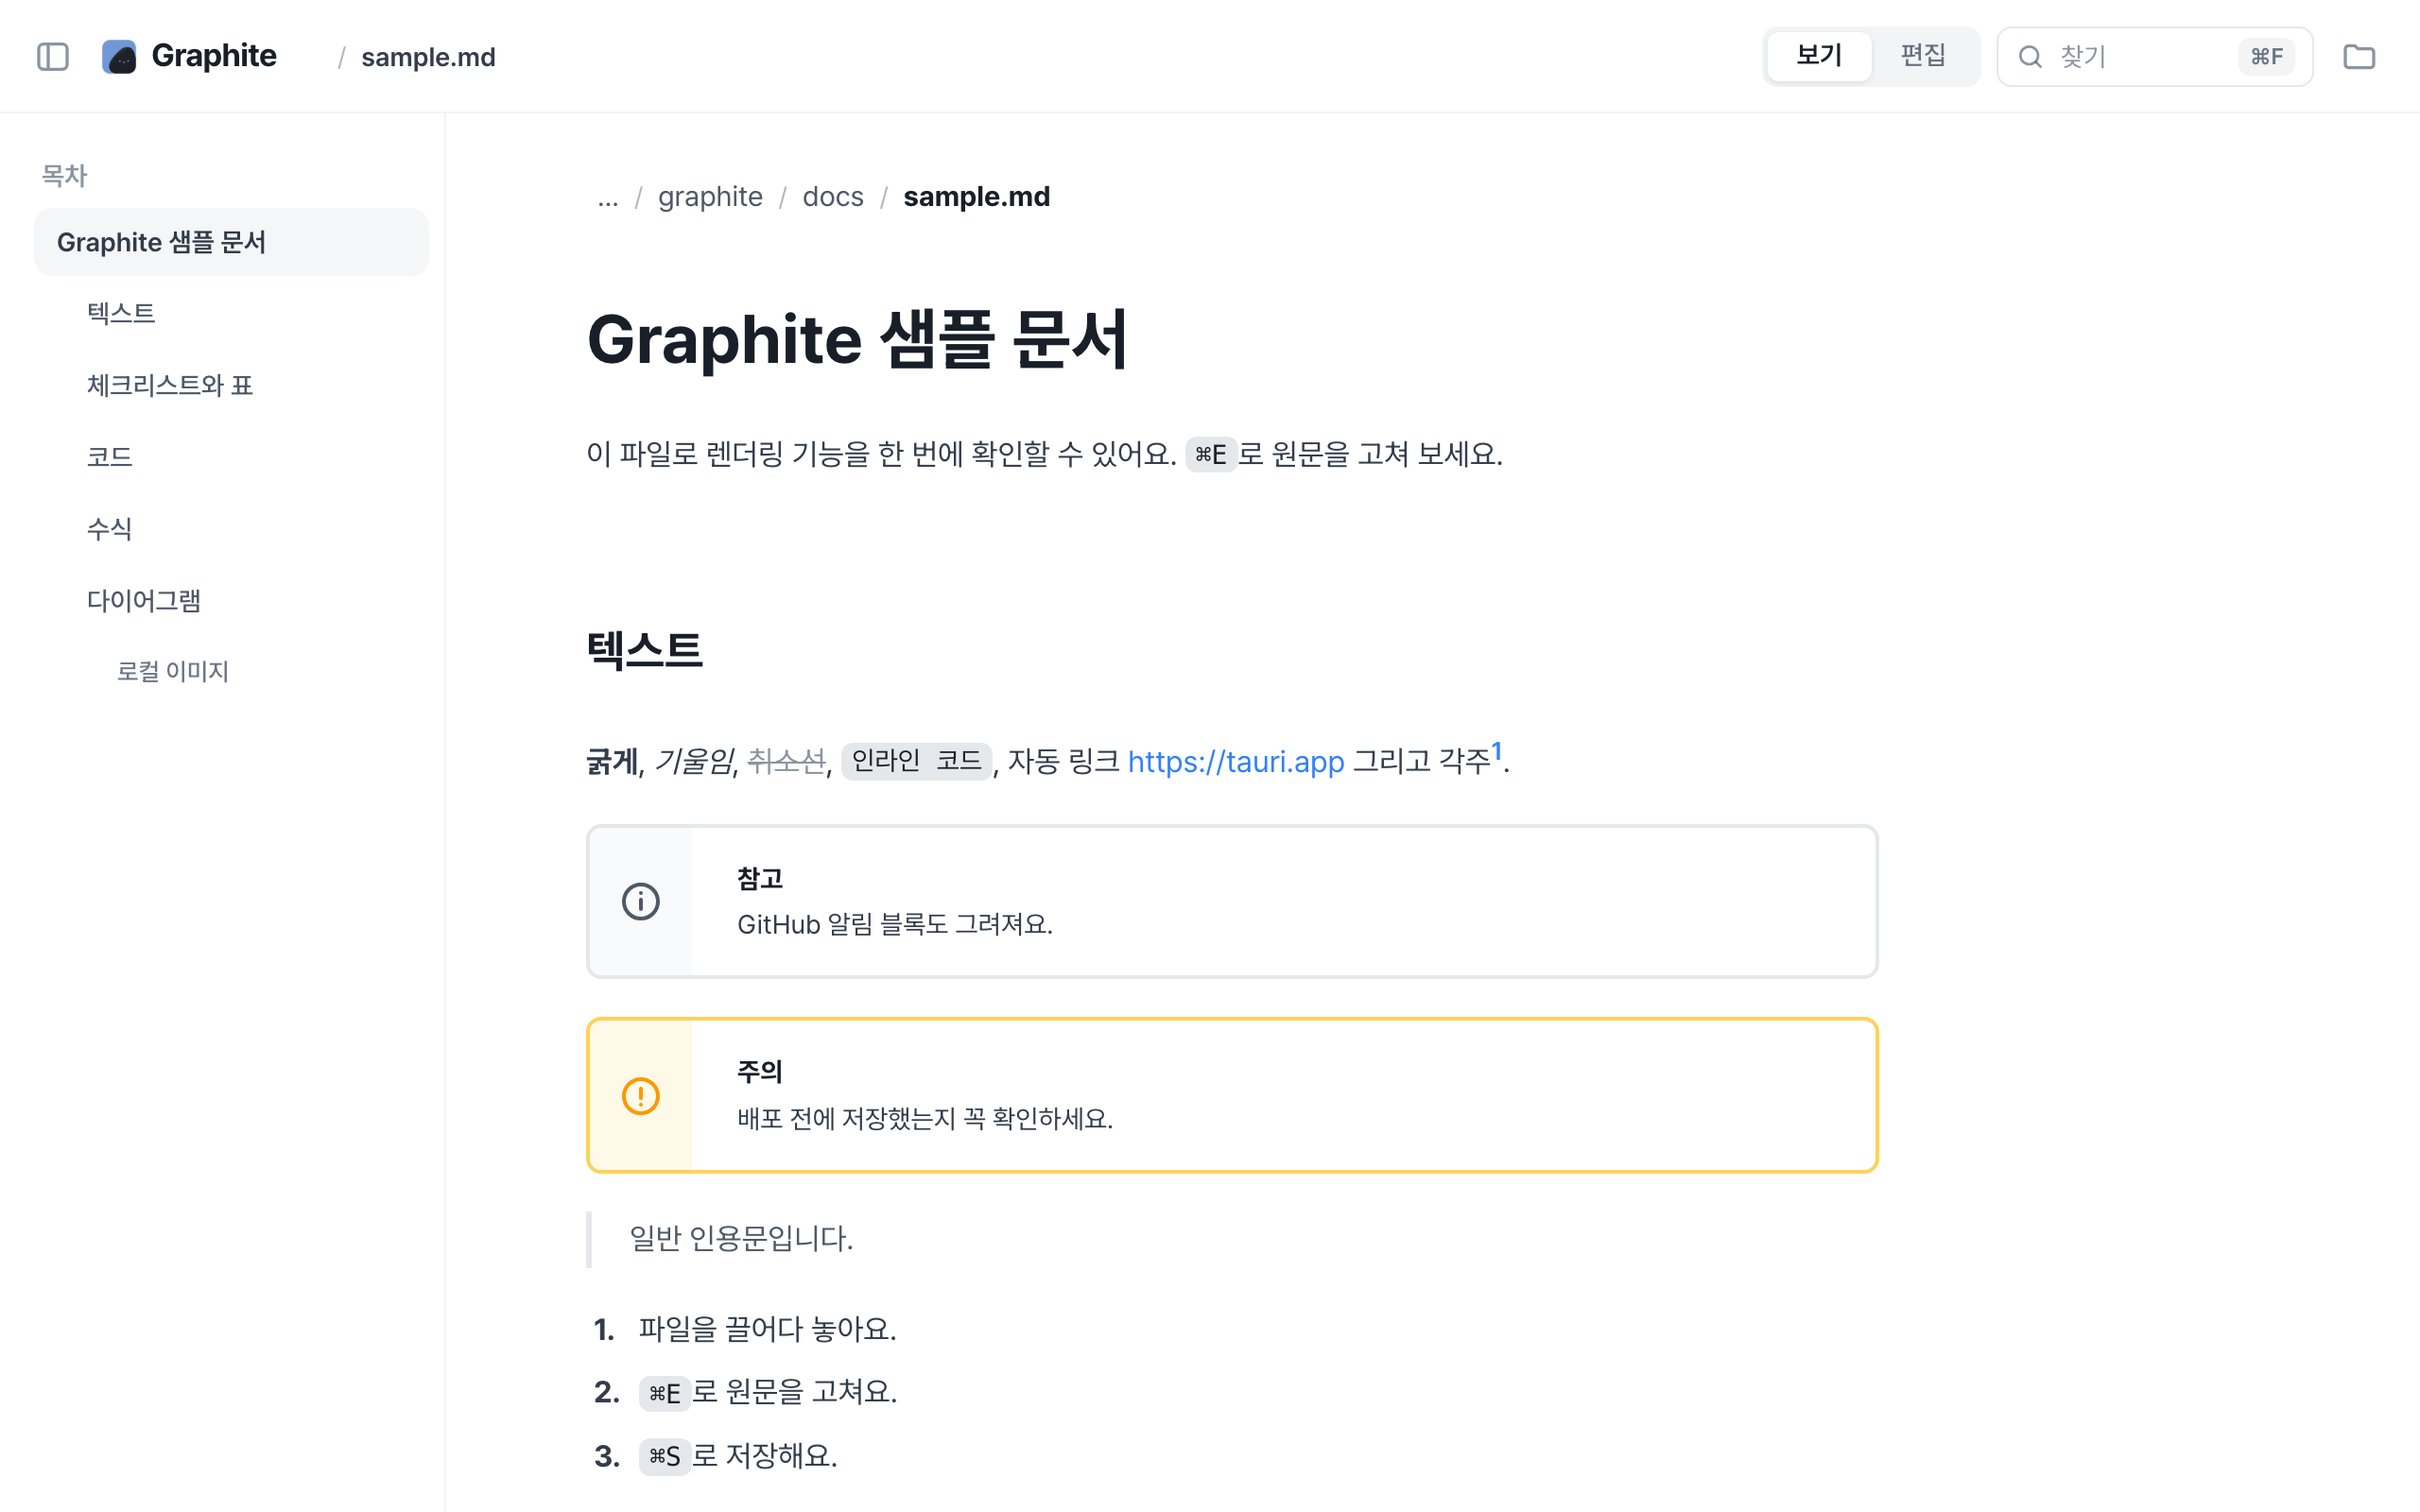 Graphite / sample.md
보기 편집 찾기 ⌘F
목차
Graphite 샘플 문서
텍스트
체크리스트와 표
코드
수식
다이어그램
로컬 이미지
... / graphite / docs / sample.md
Graphite 샘플 문서
이 파일로 렌더링 기능을 한 번에 확인할 수 있어요. ⌘E로 원문을 고쳐 보세요.
텍스트
굵게, 기울임, 취소선, 인라인 코드, 자동 링크 https://tauri.app 그리고 각주1.
참고
GitHub 알림 블록도 그려져요.
주의
배포 전에 저장했는지 꼭 확인하세요.
일반 인용문입니다.
1. 파일을 끌어다 놓아요.
2. ⌘E로 원문을 고쳐요.
3. ⌘S로 저장해요.